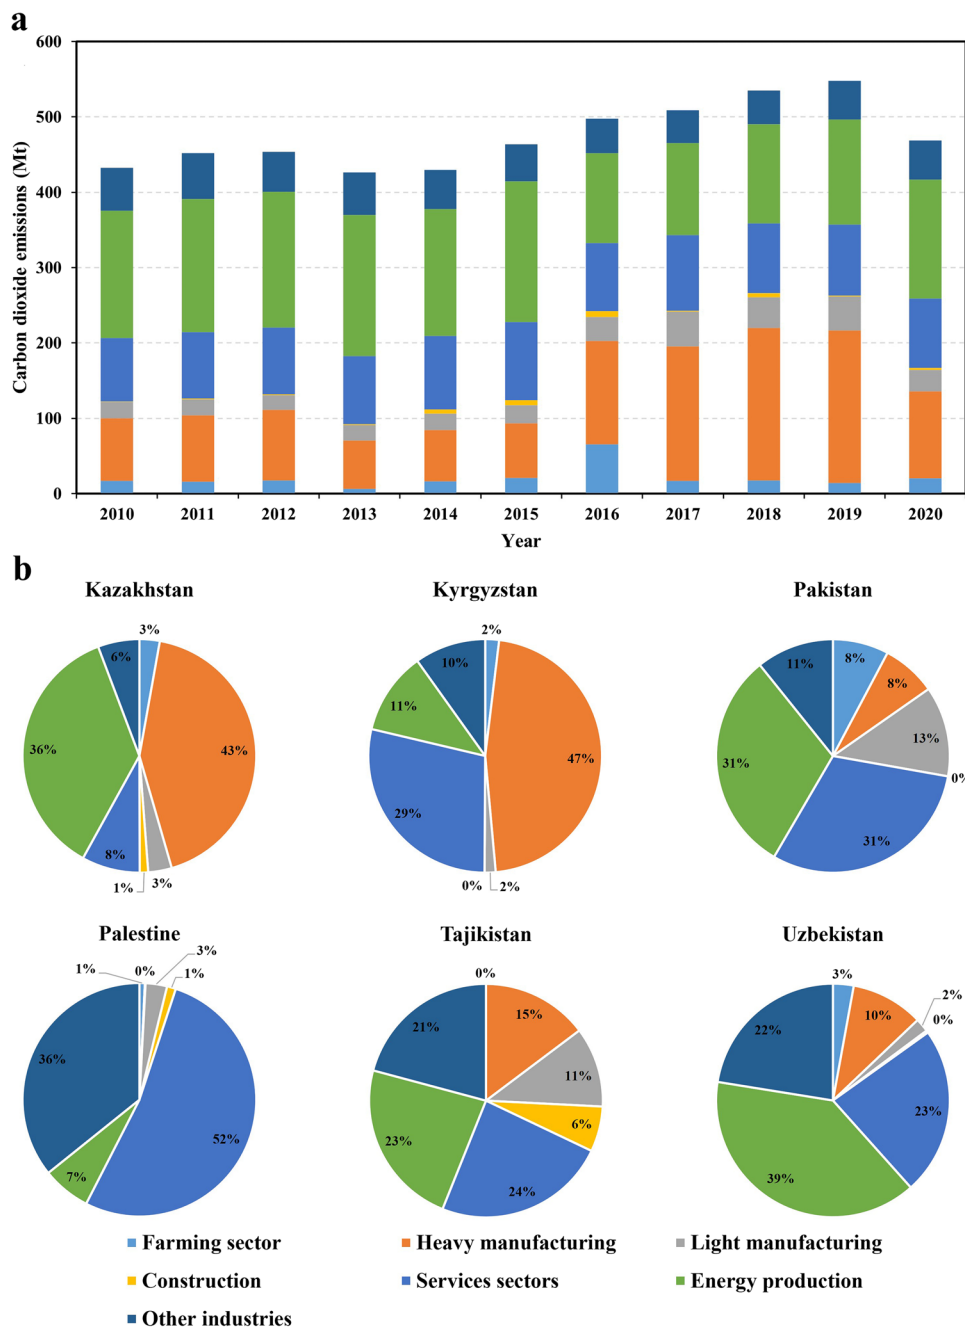 a
Carbon dioxide emissions (Mt)
600
500
400
300
200
100
0
2010 2011 2012 2013 2014 2015 2016 2017 2018 2019 2020
Year
b
Kazakhstan Kyrgyzstan Pakistan
3% 43% 3% 1% 8% 36% 6%
2% 47% 2% 0% 29% 11% 10%
8% 8% 13% 0% 31% 31% 11%
Palestine Tajikistan Uzbekistan
1% 0% 3% 1% 52% 7% 36%
0% 15% 11% 6% 24% 23% 21%
3% 10% 2% 0% 23% 39% 22%
Farming sector Heavy manufacturing Light manufacturing
Construction Services sectors Energy production
Other industries